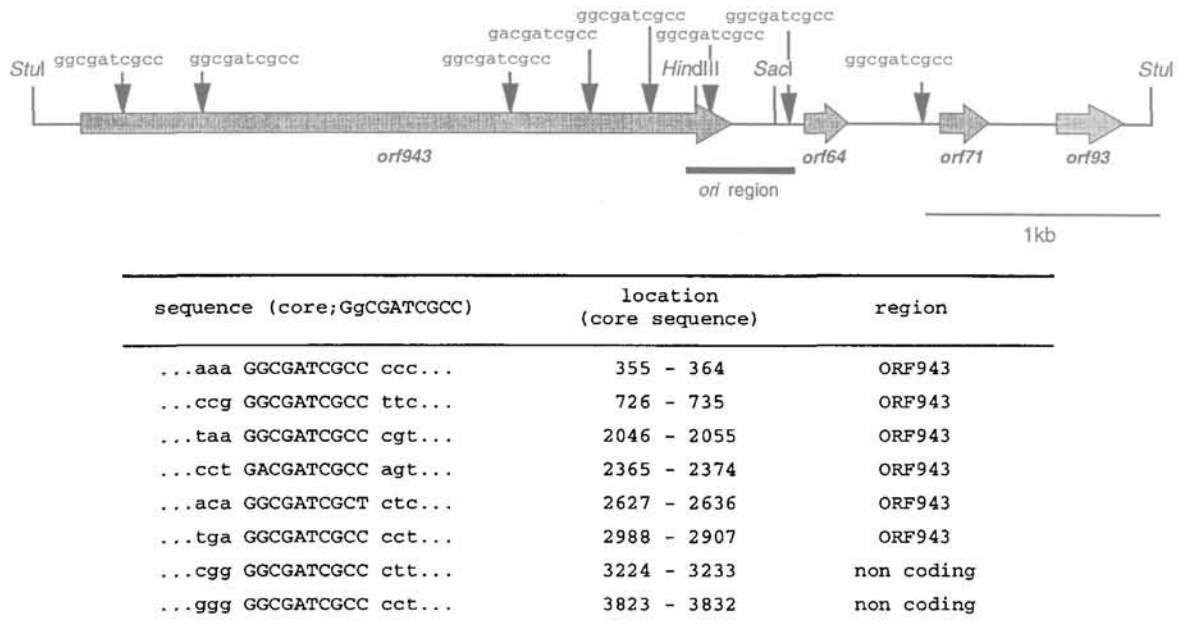 ggcgatcgcc ggcgatcgcc
gacgatcgcc ggcgatcgcc
StuI ggcgatcgcc ggcgatcgcc ggcgatcgcc HindIII SacI ggcgatcgcc StuI
orf943 orf64 orf71 orf93
ori region
1kb
sequence (core;GgCGATCGCC) location (core sequence) region
...aaa GGCGATCGCC ccc... 355 - 364 ORF943
...ccg GGCGATCGCC ttc... 726 - 735 ORF943
...taa GGCGATCGCC cgt... 2046 - 2055 ORF943
...cct GACGATCGCC agt... 2365 - 2374 ORF943
...aca GGCGATCGCT ctc... 2627 - 2636 ORF943
...tga GGCGATCGCC cct... 2988 - 2907 ORF943
...cgg GGCGATCGCC ctt... 3224 - 3233 non coding
...ggg GGCGATCGCC cct... 3823 - 3832 non coding